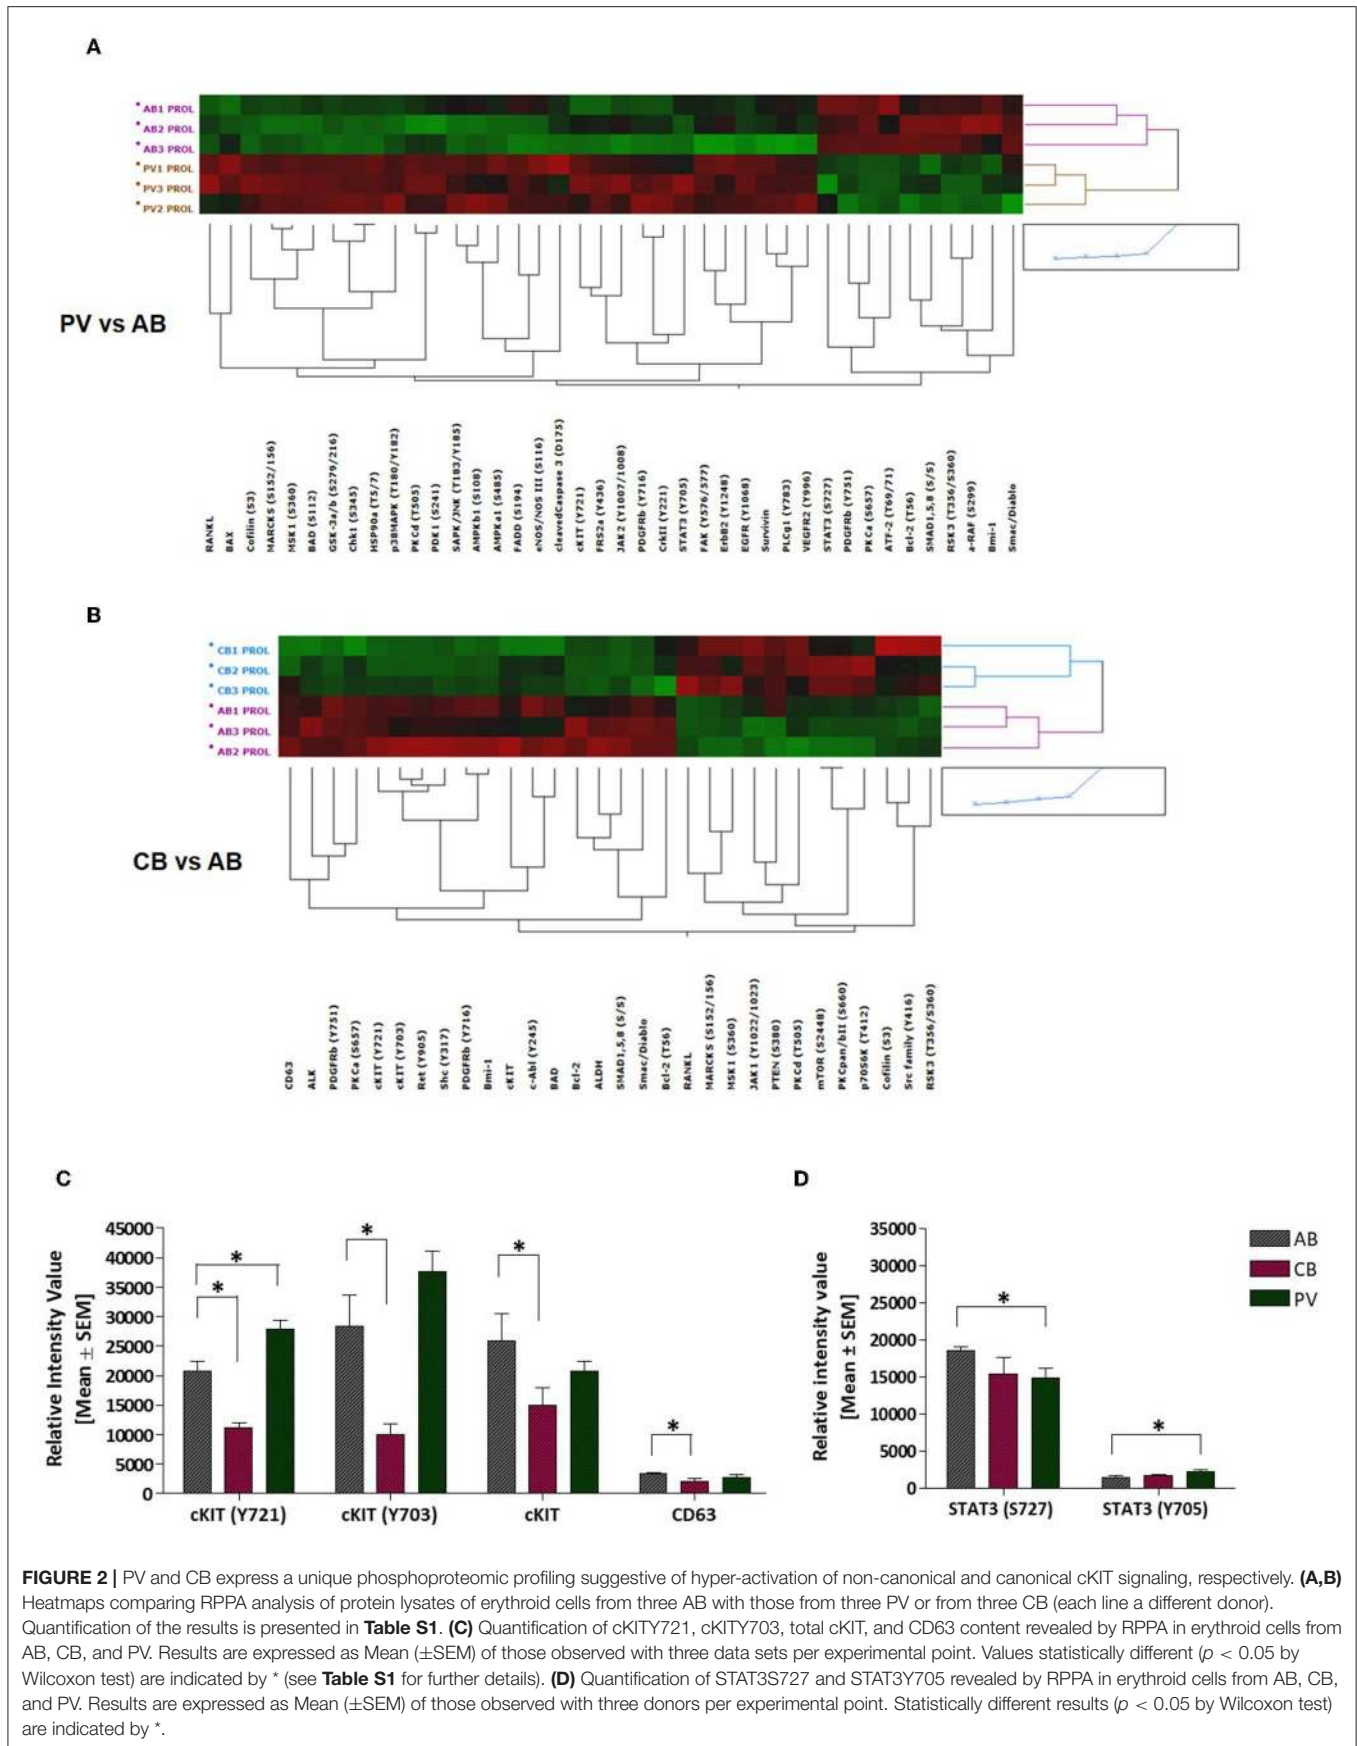 A
AB1 PROL
AB2 PROL
AB3 PROL
PV1 PROL
PV3 PROL
PV2 PROL
PV vs AB
RANKL
BAX
Cofilin (S3)
MARCKS (S152/156)
MSK1 (S360)
BAD (S112)
GSK-3a/b (S279/216)
Chk1 (S345)
HSP90a (T5/7)
p38MAPK (T180/Y182)
PKCd (T505)
PDK1 (S241)
SAPK/JNK (T183/Y185)
AMPKb1 (S108)
AMPKa1 (S485)
FADD (S194)
eNOS/NOS III (S116)
cleavedCaspase 3 (D175)
cKIT (Y721)
FRS2a (Y436)
JAK2 (Y1007/1008)
PDGFRb (Y716)
CrkII (Y221)
STAT3 (Y705)
FAK (Y576/577)
ErbB2 (Y1248)
EGFR (Y1068)
Survivin
PLCg1 (Y783)
VEGFR2 (Y996)
STAT3 (S727)
PDGFRb (Y751)
PKCa (S657)
ATF-2 (T69/71)
Bcl-2 (T56)
SMAD1,5,8 (S/S)
RSK3 (T356/S360)
a-RAF (S299)
Bmi-1
Smac/Diablo
B
CB1 PROL
CB2 PROL
CB3 PROL
AB1 PROL
AB3 PROL
AB2 PROL
CB vs AB
CD63
ALK
PDGFRb (Y751)
PKCa (S657)
cKIT (Y721)
cKIT (Y703)
Ret (Y905)
Shc (Y317)
PDGFRb (Y716)
Bmi-1
cKIT
c-Abl (Y245)
BAD
Bcl-2
ALDH
SMAD1,5,8 (S/S)
Smac/Diablo
Bcl-2 (T56)
RANKL
MARCKS (S152/156)
MSK1 (S360)
JAK1 (Y1022/1023)
PTEN (S380)
PKCd (T505)
mTOR (S2448)
PKCpan/bII (S660)
p70S6K (T412)
Cofilin (S3)
Src family (Y416)
RSK3 (T356/S360)
C
Relative Intensity Value
[Mean ± SEM]
45000
40000
35000
30000
25000
20000
15000
10000
5000
0
*
*
*
*
*
cKIT (Y721)
cKIT (Y703)
cKIT
CD63
D
Relative intensity value
[Mean ± SEM]
35000
30000
25000
20000
15000
10000
5000
0
*
*
STAT3 (S727)
STAT3 (Y705)
AB
CB
PV
FIGURE 2 | PV and CB express a unique phosphoproteomic profiling suggestive of hyper-activation of non-canonical and canonical cKIT signaling, respectively. (A,B)
Heatmaps comparing RPPA analysis of protein lysates of erythroid cells from three AB with those from three PV or from three CB (each line a different donor).
Quantification of the results is presented in Table S1. (C) Quantification of cKITY721, cKITY703, total cKIT, and CD63 content revealed by RPPA in erythroid cells from
AB, CB, and PV. Results are expressed as Mean (±SEM) of those observed with three data sets per experimental point. Values statistically different (p < 0.05 by
Wilcoxon test) are indicated by * (see Table S1 for further details). (D) Quantification of STAT3S727 and STAT3Y705 revealed by RPPA in erythroid cells from AB, CB,
and PV. Results are expressed as Mean (±SEM) of those observed with three donors per experimental point. Statistically different results (p < 0.05 by Wilcoxon test)
are indicated by *.